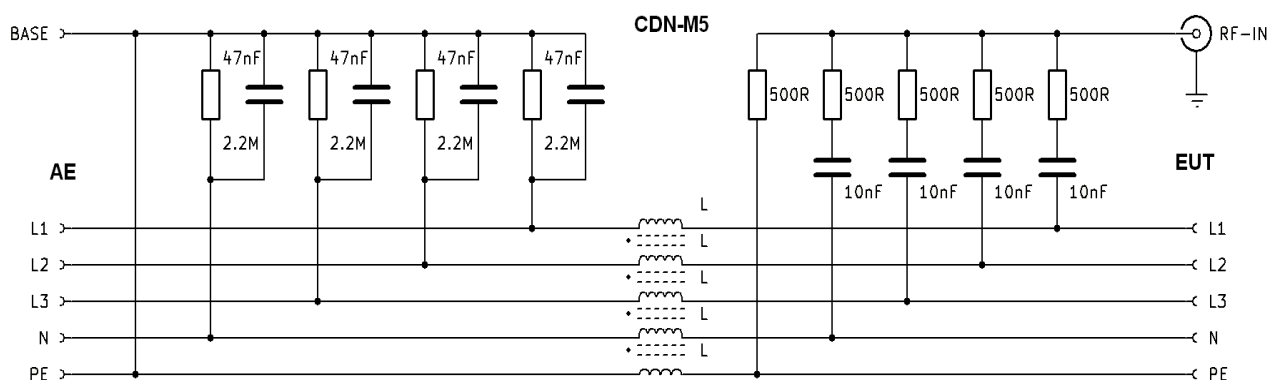 CDN-M5
BASE
RF-IN
47nF 47nF 47nF 47nF
500R 500R 500R 500R 500R
2.2M 2.2M 2.2M 2.2M
AE
EUT
10nF 10nF 10nF 10nF
L
L1 L1
L
L2 L2
L
L3 L3
L
N N
L
PE PE